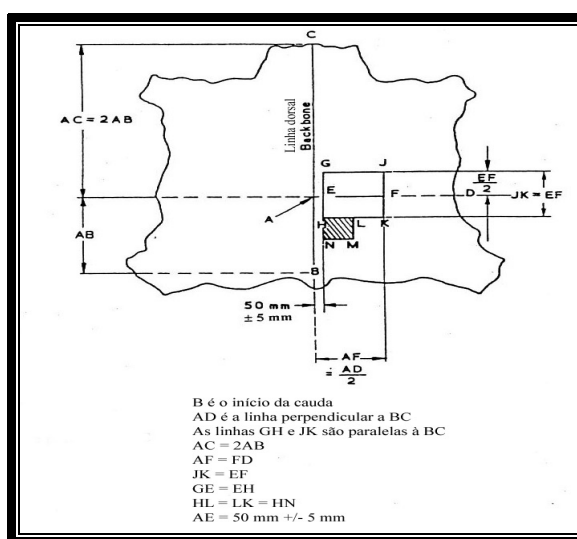 C
AC = 2AB
Linha dorsal
Backbone
G
J
EF
2
E
F
D
JK = EF
A
H
L
K
AB
N
M
B
50 mm
± 5 mm
AF
= AD
2
B é o início da cauda
AD é a linha perpendicular a BC
As linhas GH e JK são paralelas à BC
AC = 2AB
AF = FD
JK = EF
GE = EH
HL = LK = HN
AE = 50 mm +/- 5 mm